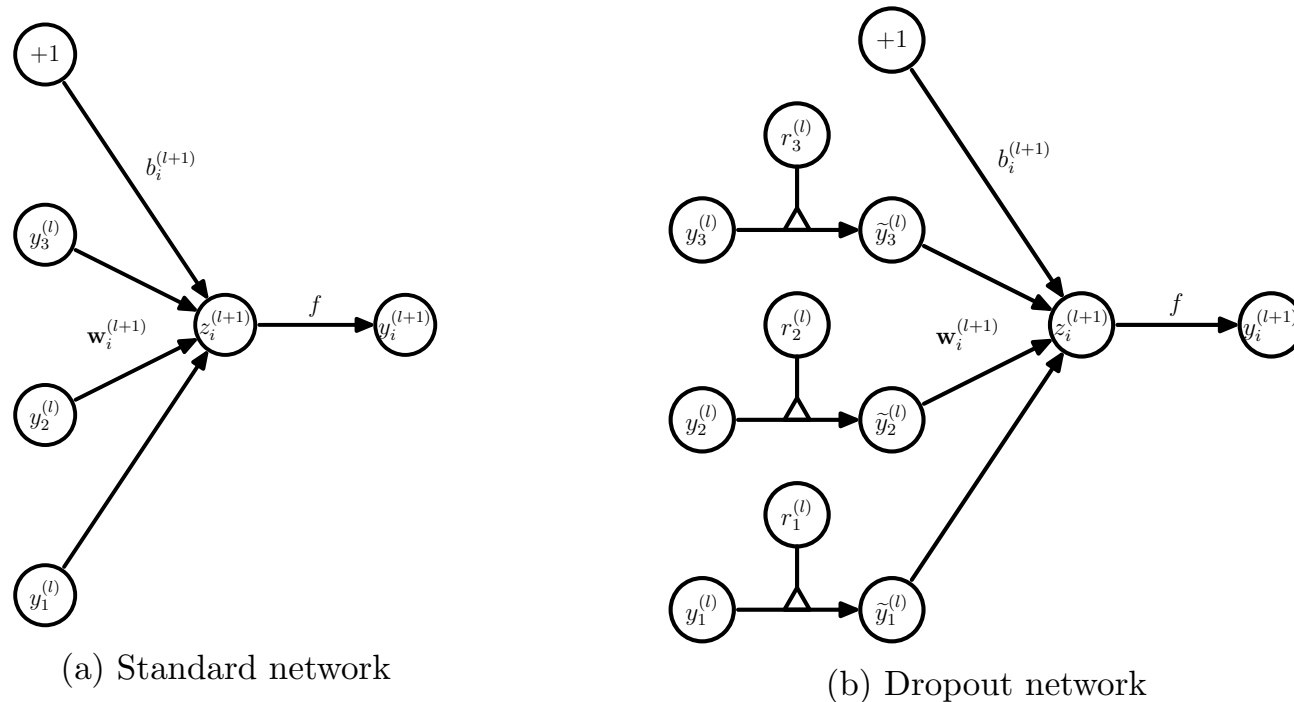 +1
b_i^{(l+1)}
y_3^{(l)}
w_i^{(l+1)}
z_i^{(l+1)}
f
y_i^{(l+1)}
y_2^{(l)}
y_1^{(l)}
(a) Standard network
+1
b_i^{(l+1)}
r_3^{(l)}
y_3^{(l)}
ỹ_3^{(l)}
r_2^{(l)}
w_i^{(l+1)}
z_i^{(l+1)}
f
y_i^{(l+1)}
y_2^{(l)}
ỹ_2^{(l)}
r_1^{(l)}
y_1^{(l)}
ỹ_1^{(l)}
(b) Dropout network